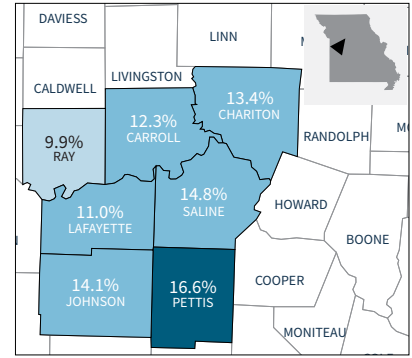 DAVIESS
LINN
LIVINGSTON
CALDWELL
13.4%
CHARITON
12.3%
CARROLL
RANDOLPH
9.9%
RAY
14.8%
SALINE
HOWARD
11.0%
LAFAYETTE
BOONE
14.1%
JOHNSON
16.6%
PETTIS
COOPER
MONITEAU